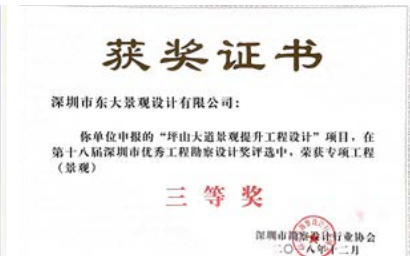 获奖证书
深圳市东大景观设计有限公司：
你单位申报的“坪山大道景观提升工程设计”项目，在
第十八届深圳市优秀工程勘察设计奖评选中，荣获专项工程
（景观）
三等奖
深圳市勘察设计行业协会
二〇一八年十二月